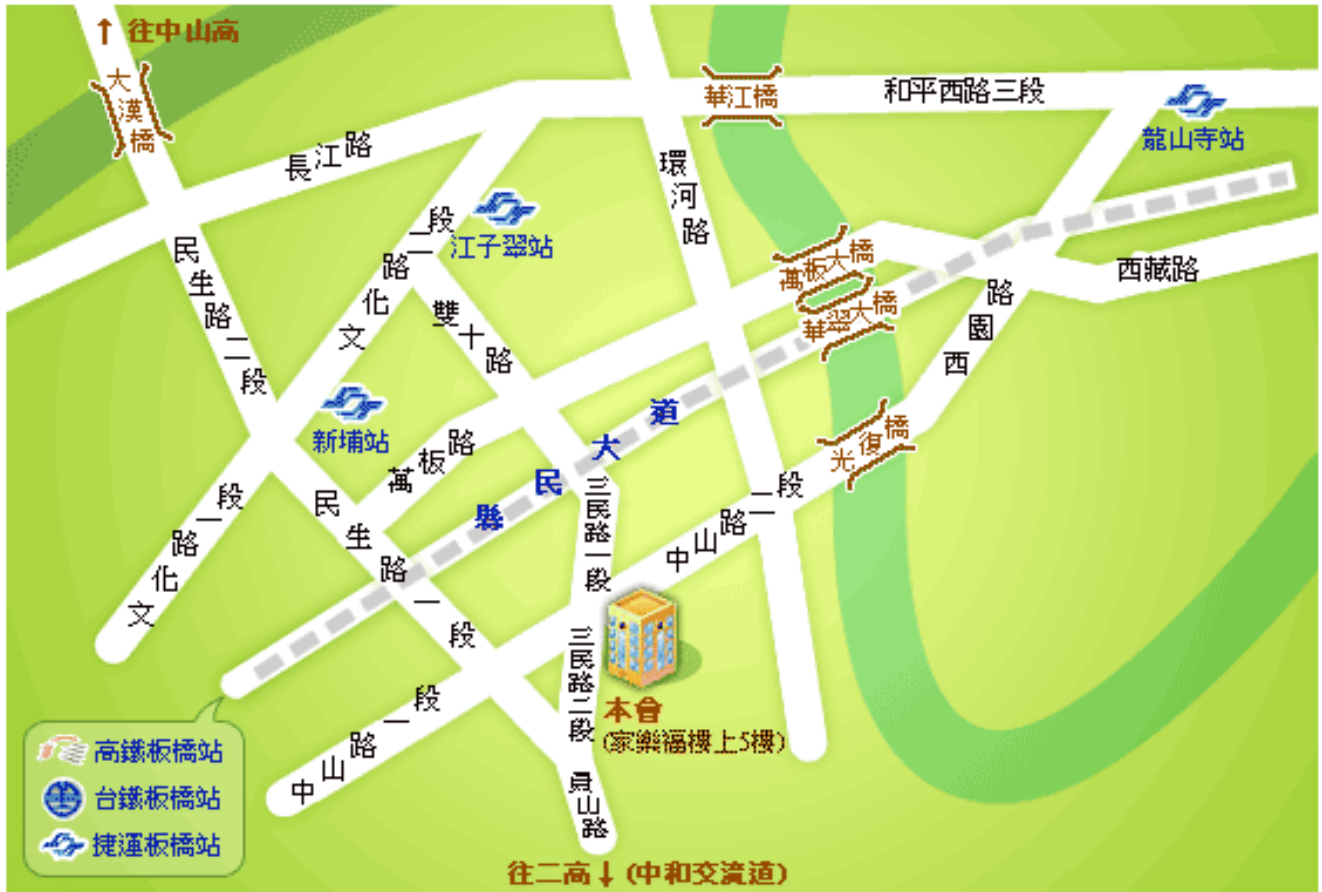 ↑ 往中山高
大漢橋
華江橋
和平西路三段
龍山寺站
長江路
環河路
江子翠站
文化路二段
民生路二段
雙十路
萬板大橋
華翠大橋
西藏路
西園路
新埔站
萬板路
縣民大道
光復橋
文化路一段
民生路一段
三民路一段
中山路二段
三民路二段
中山路一段
本會
(家樂福樓上5樓)
員山路
高鐵板橋站
台鐵板橋站
捷運板橋站
往二高↓(中和交流道)